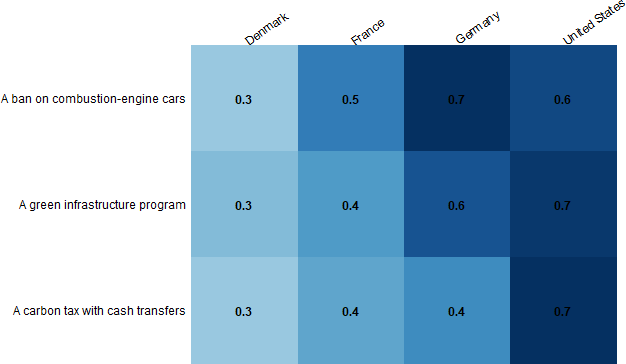 Denmark France Germany United States
A ban on combustion-engine cars 0.3 0.5 0.7 0.6
A green infrastructure program 0.3 0.4 0.6 0.7
A carbon tax with cash transfers 0.3 0.4 0.4 0.7